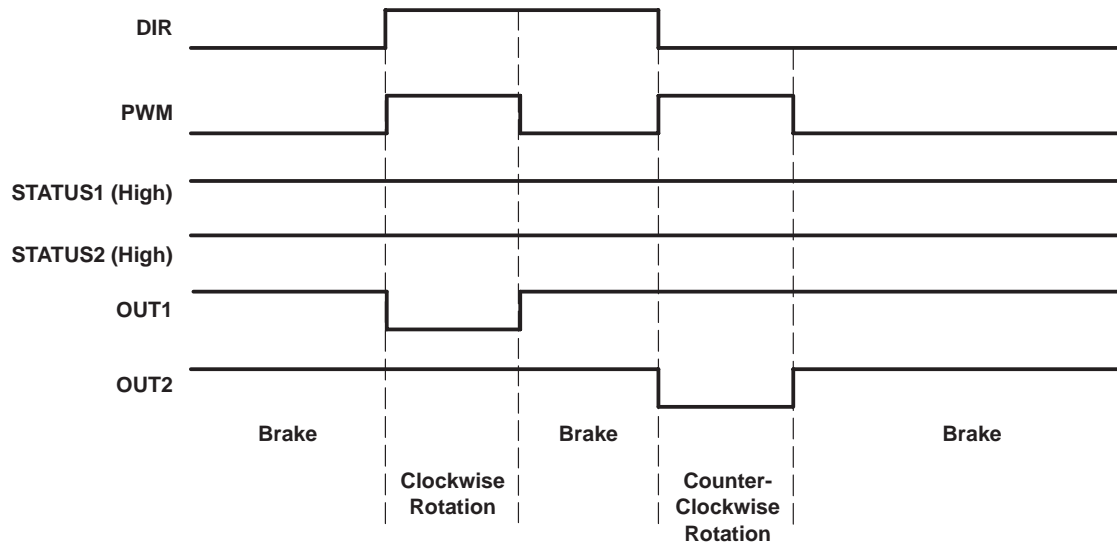 DIR
PWM
STATUS1 (High)
STATUS2 (High)
OUT1
OUT2
Brake
Brake
Brake
Clockwise
Rotation
Counter-
Clockwise
Rotation